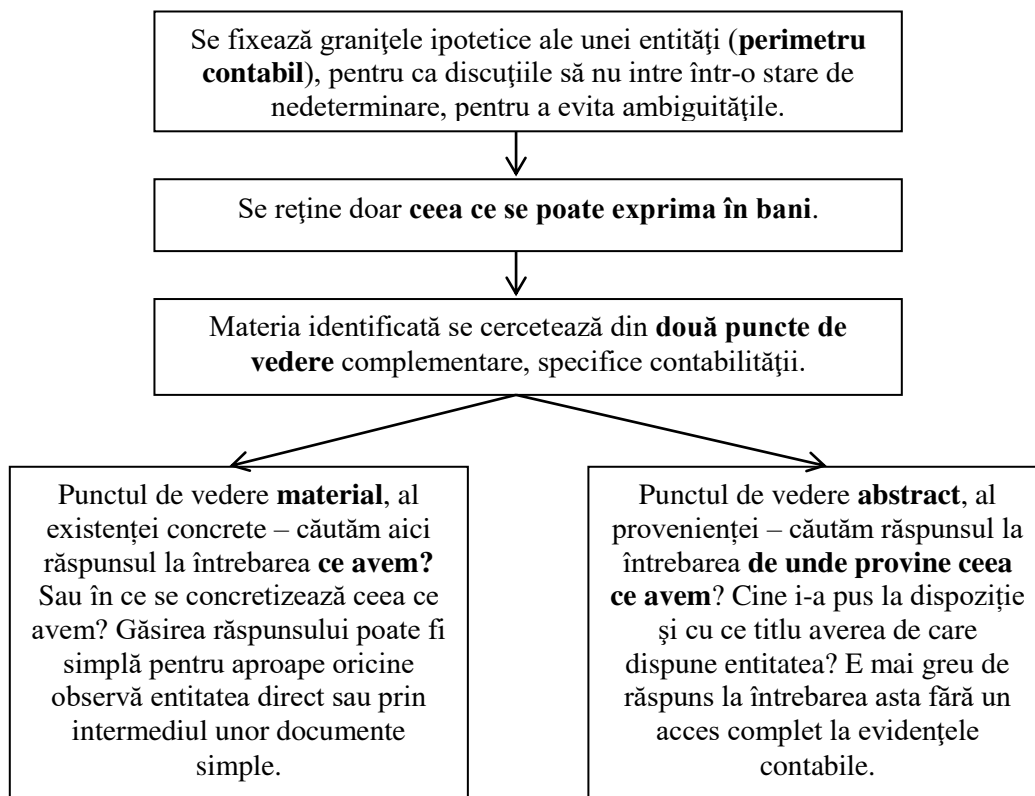 Se fixează graniţele ipotetice ale unei entităţi (perimetru
contabil), pentru ca discuţiile să nu intre într-o stare de
nedeterminare, pentru a evita ambiguităţile.
Se reţine doar ceea ce se poate exprima în bani.
Materia identificată se cercetează din două puncte de
vedere complementare, specifice contabilităţii.
Punctul de vedere material, al
existenței concrete – căutăm aici
răspunsul la întrebarea ce avem?
Sau în ce se concretizează ceea ce
avem? Găsirea răspunsului poate fi
simplă pentru aproape oricine
observă entitatea direct sau prin
intermediul unor documente
simple.
Punctul de vedere abstract, al
provenienței – căutăm răspunsul la
întrebarea de unde provine ceea
ce avem? Cine i-a pus la dispoziție
şi cu ce titlu averea de care
dispune entitatea? E mai greu de
răspuns la întrebarea asta fără un
acces complet la evidenţele
contabile.